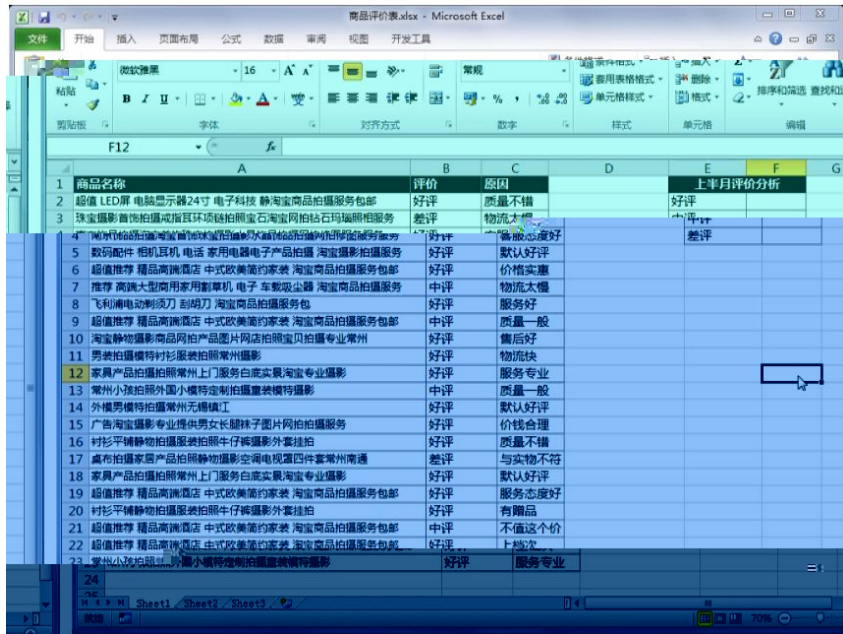 商品评价表.xlsx - Microsoft Excel
文件 开始 插入 页面布局 公式 数据 审阅 视图 开发工具
微软雅黑 16 A A 常规 条件格式 插入
粘贴 B I U A 变 % , 套用表格格式 删除 排序和筛选 查找和
单元格样式 格式
剪贴板 字体 对齐方式 数字 样式 单元格 编辑
F12 fx
A B C D E F G
1 商品名称 评价 原因 上半月评价分析
2 超值 LED屏 电脑显示器24寸 电子科技 静淘宝商品拍摄服务包邮 好评 质量不错 好评
3 珠宝摄影首饰拍摄戒指耳环项链拍照宝石淘宝网拍钻石玛瑙照相服务 差评 物流太慢 中评
4 好评 客服态度好 差评
5 数码配件 相机耳机 电话 家用电器电子产品拍摄 淘宝摄影拍摄服务 好评 默认好评
6 超值推荐 精品高端酒店 中式欧美简约家装 淘宝商品拍摄服务包邮 好评 价格实惠
7 推荐 高端大型商用家用割草机 电子 车载吸尘器 淘宝商品拍摄服务 中评 物流太慢
8 飞利浦电动剃须刀 刮胡刀 淘宝商品拍摄服务包 好评 服务好
9 超值推荐 精品高端酒店 中式欧美简约家装 淘宝商品拍摄服务包邮 中评 质量一般
10 淘宝静物摄影商品网拍产品图片网店拍照宝贝拍摄专业常州 好评 售后好
11 男装拍摄模特衬衫服装拍照常州摄影 好评 物流快
12 家具产品拍摄拍照常州上门服务白底实景淘宝专业摄影 好评 服务专业
13 常州小孩拍照外国小模特定制拍摄童装模特摄影 中评 质量一般
14 外模男模特拍摄常州无锡镇江 好评 默认好评
15 广告淘宝摄影专业提供男女长腿袜子图片网拍拍摄服务 好评 价钱合理
16 衬衫平铺静物拍摄服装拍照牛仔裤摄影外套挂拍 好评 质量不错
17 桌布拍摄家居产品拍照静物摄影空调电视罩四件套常州南通 差评 与实物不符
18 家具产品拍摄拍照常州上门服务白底实景淘宝专业摄影 好评 默认好评
19 超值推荐 精品高端酒店 中式欧美简约家装 淘宝商品拍摄服务包邮 好评 服务态度好
20 衬衫平铺静物拍摄服装拍照牛仔裤摄影外套挂拍 好评 有赠品
21 超值推荐 精品高端酒店 中式欧美简约家装 淘宝商品拍摄服务包邮 中评 不值这个价
22 超值推荐 精品高端酒店 中式欧美简约家装 淘宝商品拍摄服务包邮 好评 上档次
23 常州小孩拍照外国小模特定制拍摄童装模特摄影 好评 服务专业
24
25
Sheet1 Sheet2 Sheet3
就绪 70%